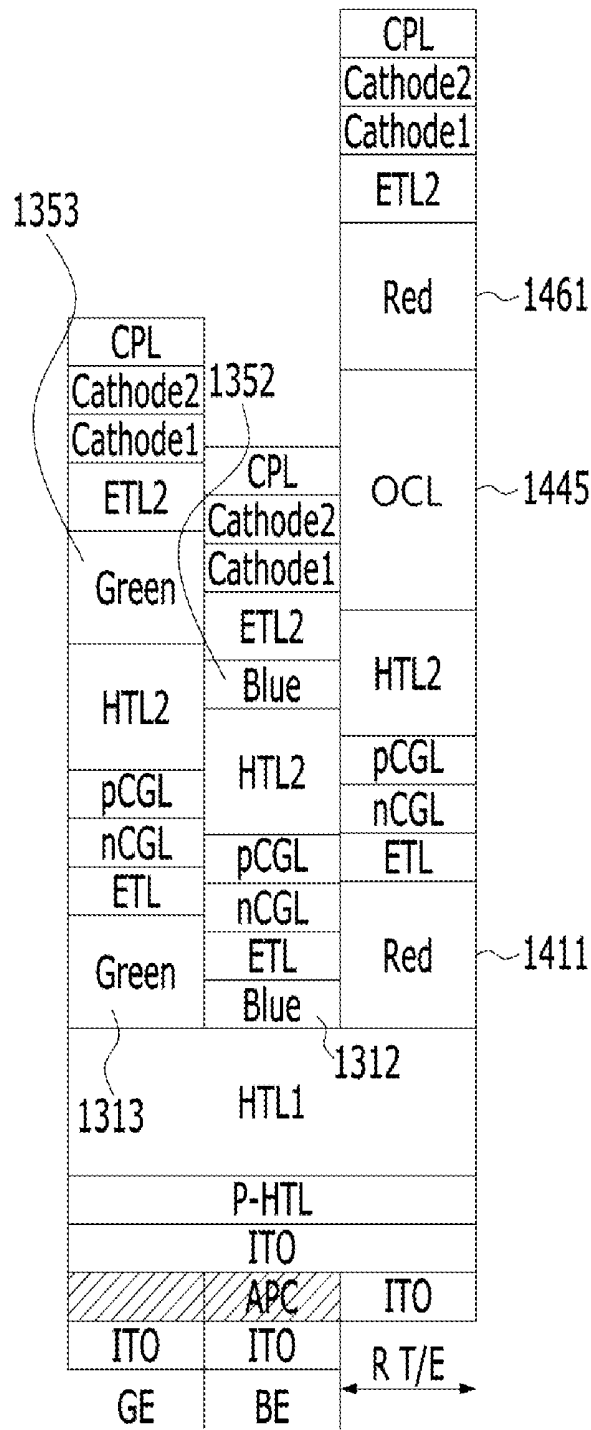 CPL
Cathode2
Cathode1
ETL2
1353
Red
1461
CPL
Cathode2
1352
Cathode1
CPL
OCL
1445
ETL2
Cathode2
Cathode1
Green
ETL2
HTL2
Blue
HTL2
HTL2
pCGL
pCGL
nCGL
nCGL
pCGL
ETL
ETL
nCGL
Green
ETL
Red
1411
Blue
1312
1313
HTL1
P-HTL
ITO
APC
ITO
ITO
ITO
R T/E
GE
BE